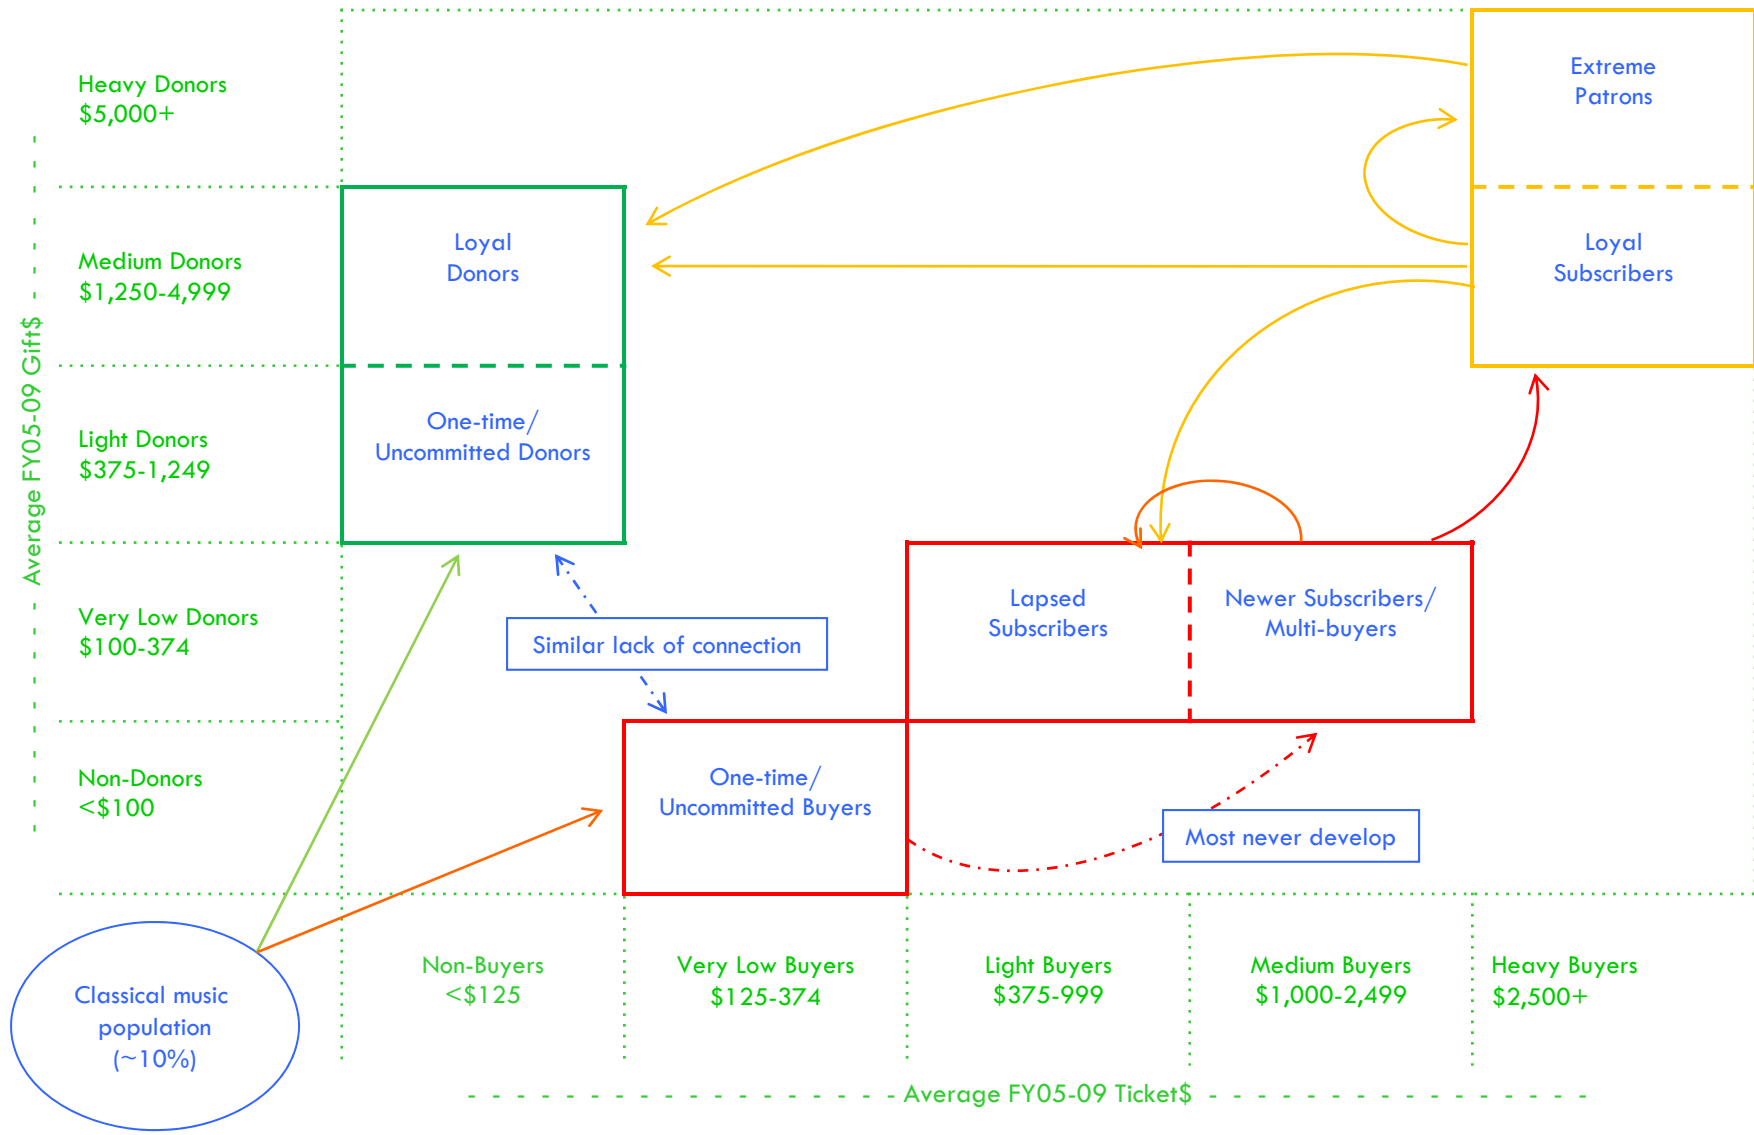 Extreme
Patrons
Heavy Donors
$5,000+
Loyal
Donors
Loyal
Subscribers
Medium Donors
$1,250-4,999
Average FY05-09 Gift$
One-time/
Uncommitted Donors
Light Donors
$375-1,249
Lapsed
Subscribers
Newer Subscribers/
Multi-buyers
Very Low Donors
$100-374
Similar lack of connection
One-time/
Uncommitted Buyers
Non-Donors
<$100
Most never develop
Non-Buyers
<$125
Very Low Buyers
$125-374
Light Buyers
$375-999
Medium Buyers
$1,000-2,499
Heavy Buyers
$2,500+
Classical music
population
(~10%)
Average FY05-09 Ticket$